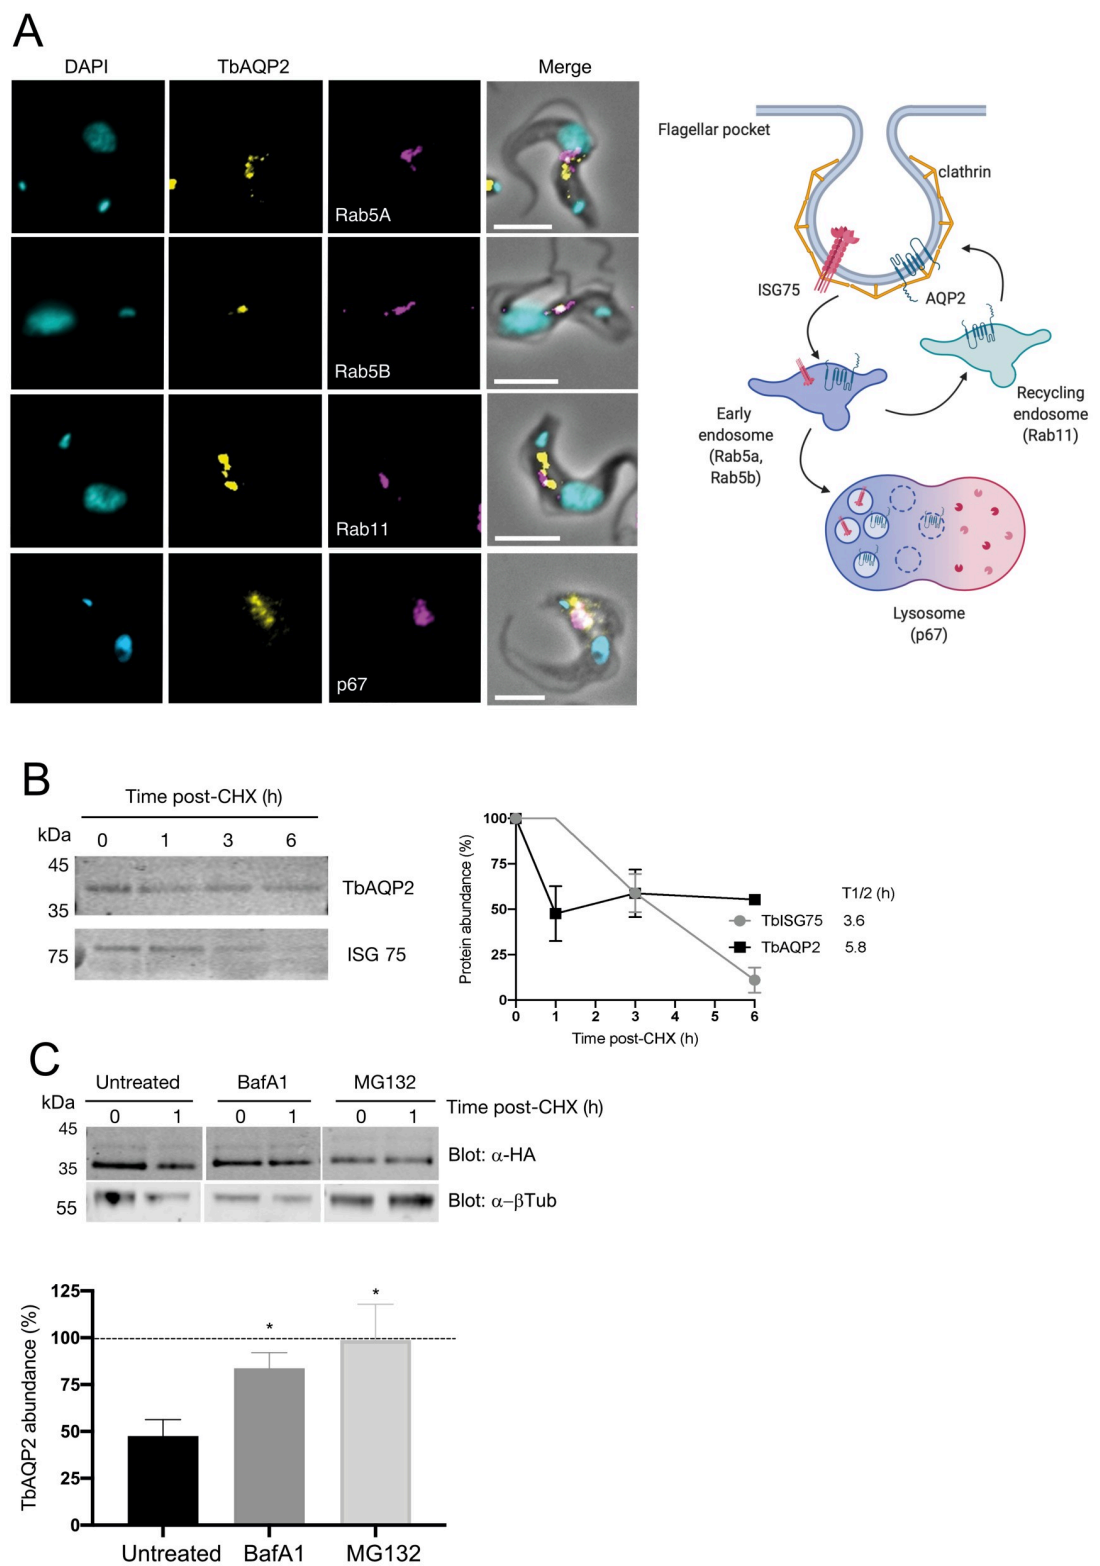 A
DAPI
TbAQP2
Merge
Rab5A
Rab5B
Rab11
p67
Flagellar pocket
clathrin
ISG75
AQP2
Early
endosome
(Rab5a,
Rab5b)
Recycling
endosome
(Rab11)
Lysosome
(p67)
B
Time post-CHX (h)
kDa
0 1 3 6
45
35
TbAQP2
75
ISG 75
Protein abundance (%)
100
75
50
25
0
0 1 2 3 4 5 6
Time post-CHX (h)
T1/2 (h)
TbISG75 3.6
TbAQP2 5.8
C
Untreated BafA1 MG132
kDa
0 1 0 1 0 1
Time post-CHX (h)
45
35
Blot: α-HA
55
Blot: α–βTub
TbAQP2 abundance (%)
125
100
75
50
25
0
*
*
Untreated BafA1 MG132